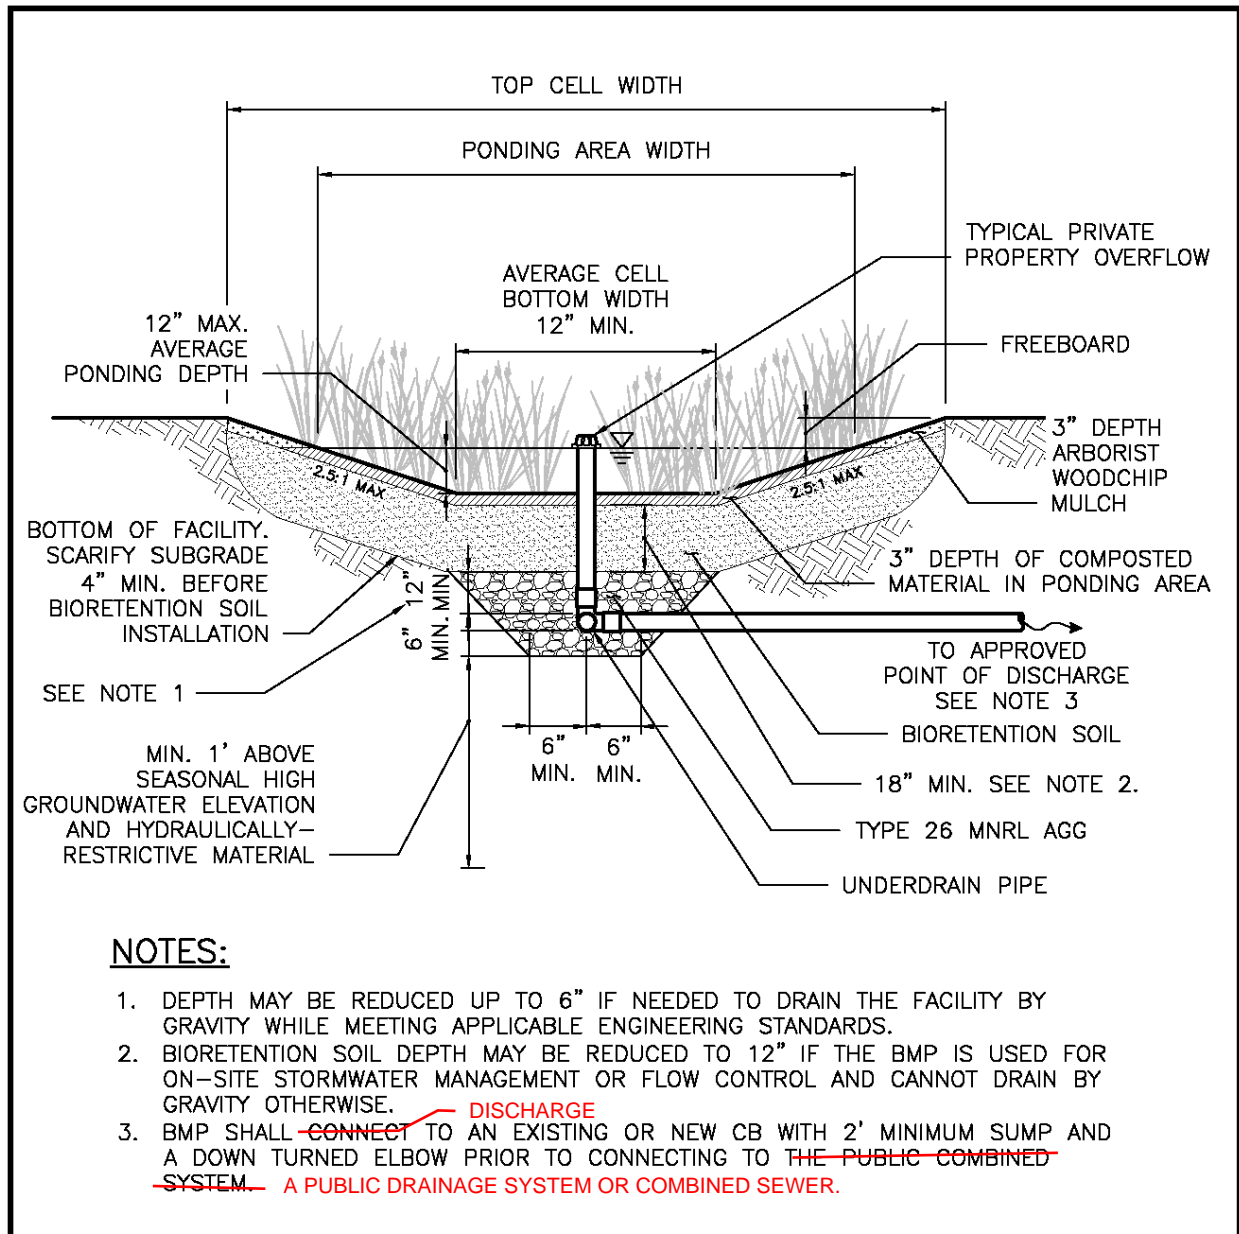 TOP CELL WIDTH
PONDING AREA WIDTH
TYPICAL PRIVATE
PROPERTY OVERFLOW
AVERAGE CELL
BOTTOM WIDTH
12" MIN.
12" MAX.
AVERAGE
PONDING DEPTH
FREEBOARD
3" DEPTH
ARBORIST
WOODCHIP
MULCH
2.5:1 MAX
2.5:1 MAX
BOTTOM OF FACILITY.
SCARIFY SUBGRADE
4" MIN. BEFORE
BIORETENTION SOIL
INSTALLATION
3" DEPTH OF COMPOSTED
MATERIAL IN PONDING AREA
12"
MIN
6"
MIN.
TO APPROVED
POINT OF DISCHARGE
SEE NOTE 3
SEE NOTE 1
BIORETENTION SOIL
6"
MIN.
6"
MIN.
MIN. 1' ABOVE
SEASONAL HIGH
GROUNDWATER ELEVATION
AND HYDRAULICALLY-
RESTRICTIVE MATERIAL
18" MIN. SEE NOTE 2.
TYPE 26 MNRL AGG
UNDERDRAIN PIPE
NOTES:
1. DEPTH MAY BE REDUCED UP TO 6" IF NEEDED TO DRAIN THE FACILITY BY
GRAVITY WHILE MEETING APPLICABLE ENGINEERING STANDARDS.
2. BIORETENTION SOIL DEPTH MAY BE REDUCED TO 12" IF THE BMP IS USED FOR
ON-SITE STORMWATER MANAGEMENT OR FLOW CONTROL AND CANNOT DRAIN BY
GRAVITY OTHERWISE.
DISCHARGE
3. BMP SHALL CONNECT TO AN EXISTING OR NEW CB WITH 2' MINIMUM SUMP AND
A DOWN TURNED ELBOW PRIOR TO CONNECTING TO THE PUBLIC COMBINED
SYSTEM. A PUBLIC DRAINAGE SYSTEM OR COMBINED SEWER.